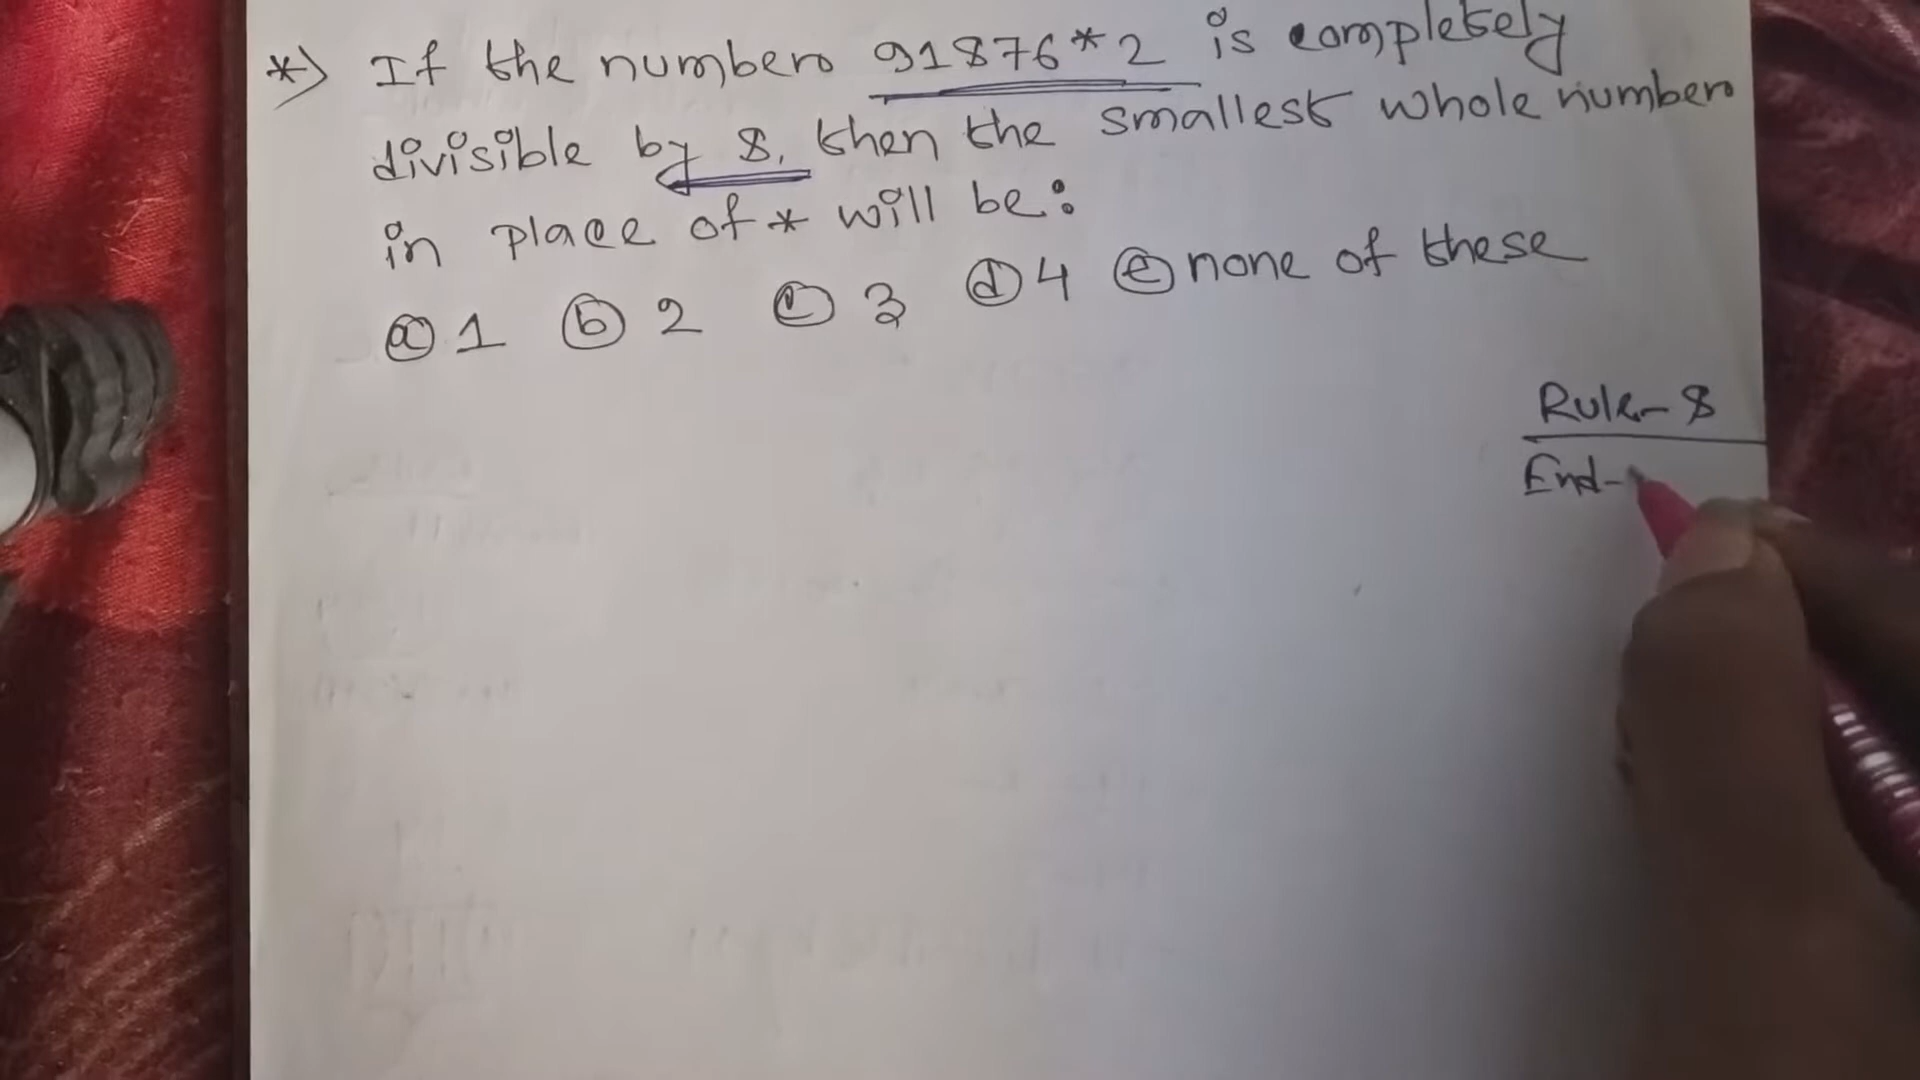 *) If the number 91876*2 is completely
divisible by 8, then the smallest whole number
in place of * will be:
(a) 1 (b) 2 (c) 3 (d) 4 (e) none of these
Rule- 8
End-